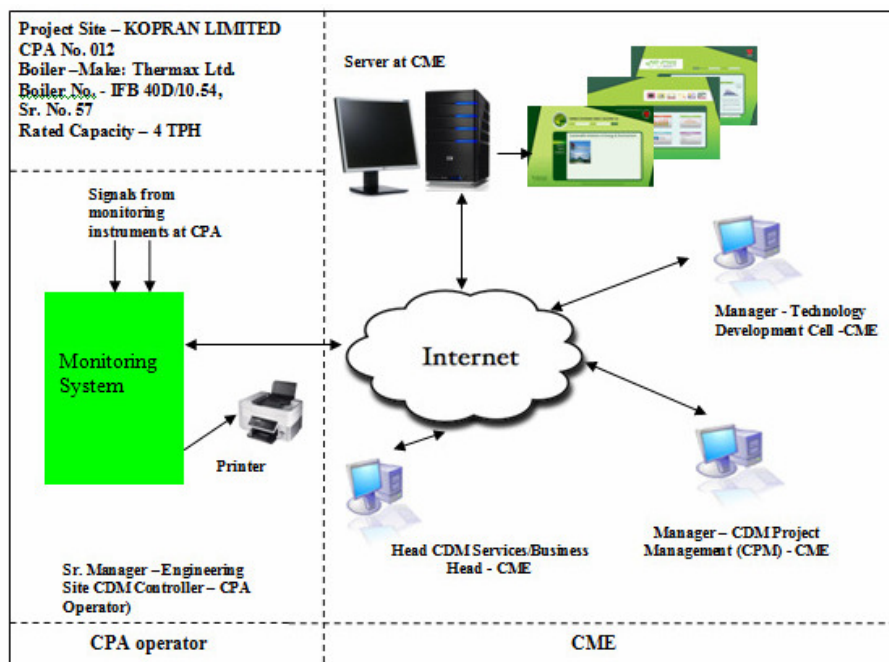 Project Site – KOPRAN LIMITED
CPA No. 012
Boiler –Make: Thermax Ltd.
Boiler No. - IFB 40D/10.54,
Sr. No. 57
Rated Capacity – 4 TPH
Server at CME
Signals from
monitoring
instruments at CPA
Monitoring
System
Printer
Internet
Manager - Technology
Development Cell -CME
Manager – CDM Project
Management (CPM) - CME
Head CDM Services/Business
Head - CME
Sr. Manager –Engineering
Site CDM Controller – CPA
Operator)
CPA operator
CME